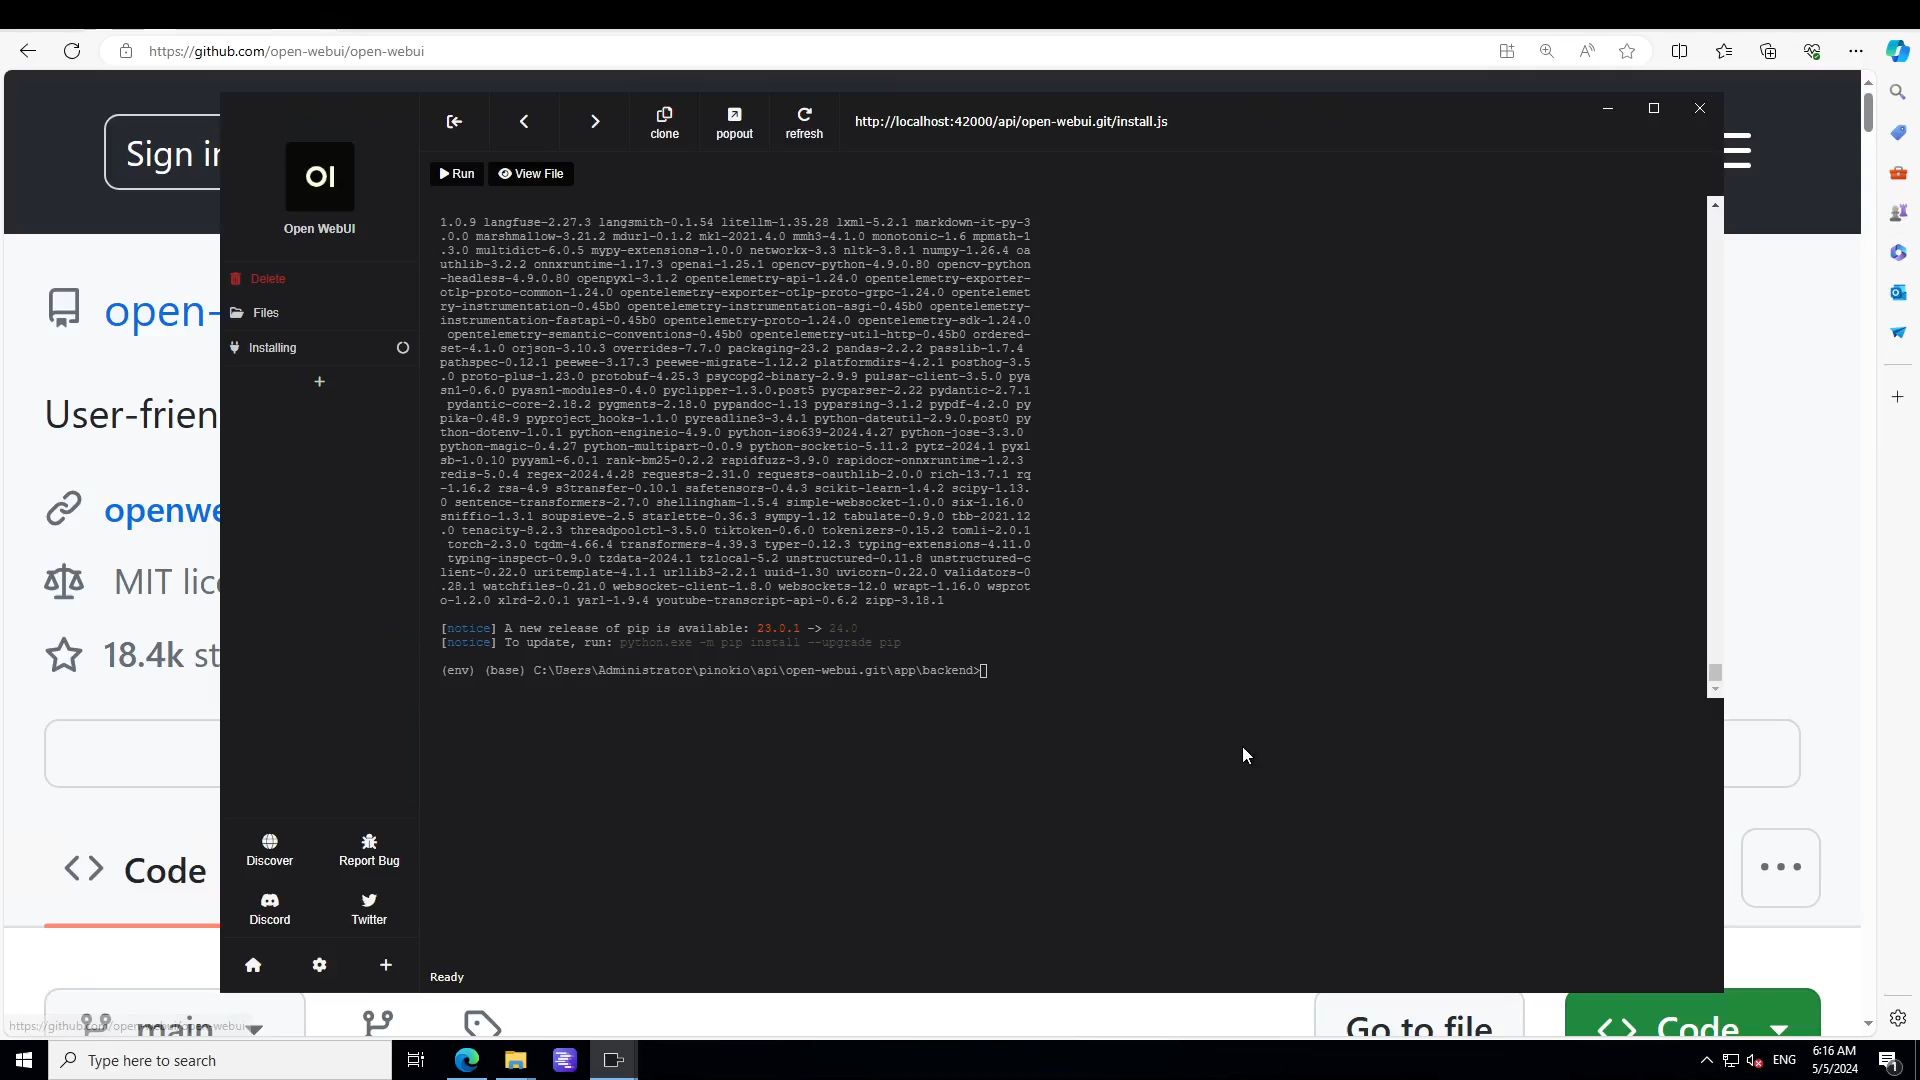 https://github.com/open-webui/open-webui
Sign in
clone
popout
refresh
http://localhost:42000/api/open-webui.git/install.js
Run
View File
OI
Open WebUI
Delete
Files
Installing
1.0.9 langfuse-2.27.3 langsmith-0.1.54 litellm-1.35.28 lxml-5.2.1 markdown-it-py-3
.0.0 marshmallow-3.21.2 mdurl-0.1.2 mkl-2021.4.0 mmh3-4.1.0 monotonic-1.6 mpmath-1
.3.0 multidict-6.0.5 mypy-extensions-1.0.0 networkx-3.3 nltk-3.8.1 numpy-1.26.4 oa
uthlib-3.2.2 onnxruntime-1.17.3 openai-1.25.1 opencv-python-4.9.0.80 opencv-python
-headless-4.9.0.80 openpyxl-3.1.2 opentelemetry-api-1.24.0 opentelemetry-exporter-
otlp-proto-common-1.24.0 opentelemetry-exporter-otlp-proto-grpc-1.24.0 opentelemet
ry-instrumentation-0.45b0 opentelemetry-instrumentation-asgi-0.45b0 opentelemetry-
instrumentation-fastapi-0.45b0 opentelemetry-proto-1.24.0 opentelemetry-sdk-1.24.0
opentelemetry-semantic-conventions-0.45b0 opentelemetry-util-http-0.45b0 ordered-
set-4.1.0 orjson-3.10.3 overrides-7.7.0 packaging-23.2 pandas-2.2.2 passlib-1.7.4
pathspec-0.12.1 peewee-3.17.3 peewee-migrate-1.12.2 platformdirs-4.2.1 posthog-3.5
.0 proto-plus-1.23.0 protobuf-4.25.3 psycopg2-binary-2.9.9 pulsar-client-3.5.0 pya
sn1-0.6.0 pyasn1-modules-0.4.0 pyclipper-1.3.0.post5 pycparser-2.22 pydantic-2.7.1
pydantic-core-2.18.2 pygments-2.18.0 pypandoc-1.13 pyparsing-3.1.2 pypdf-4.2.0 py
pika-0.48.9 pyproject_hooks-1.1.0 pyreadline3-3.4.1 python-dateutil-2.9.0.post0 py
thon-dotenv-1.0.1 python-engineio-4.9.0 python-iso639-2024.4.27 python-jose-3.3.0
python-magic-0.4.27 python-multipart-0.0.9 python-socketio-5.11.2 pytz-2024.1 pyxl
sb-1.0.10 pyyaml-6.0.1 rank-bm25-0.2.2 rapidfuzz-3.9.0 rapidocr-onnxruntime-1.2.3
redis-5.0.4 regex-2024.4.28 requests-2.31.0 requests-oauthlib-2.0.0 rich-13.7.1 rq
-1.16.2 rsa-4.9 s3transfer-0.10.1 safetensors-0.4.3 scikit-learn-1.4.2 scipy-1.13.
0 sentence-transformers-2.7.0 shellingham-1.5.4 simple-websocket-1.0.0 six-1.16.0
sniffio-1.3.1 soupsieve-2.5 starlette-0.36.3 sympy-1.12 tabulate-0.9.0 tbb-2021.12
.0 tenacity-8.2.3 threadpoolctl-3.5.0 tiktoken-0.6.0 tokenizers-0.15.2 tomli-2.0.1
torch-2.3.0 tqdm-4.66.4 transformers-4.39.3 typer-0.12.3 typing-extensions-4.11.0
typing-inspect-0.9.0 tzdata-2024.1 tzlocal-5.2 unstructured-0.11.8 unstructured-c
lient-0.22.0 uritemplate-4.1.1 urllib3-2.2.1 uuid-1.30 uvicorn-0.22.0 validators-0
.28.1 watchfiles-0.21.0 websocket-client-1.8.0 websockets-12.0 wrapt-1.16.0 wsprot
o-1.2.0 xlrd-2.0.1 yarl-1.9.4 youtube-transcript-api-0.6.2 zipp-3.18.1
[notice] A new release of pip is available: 23.0.1 -> 24.0
[notice] To update, run: python.exe -m pip install --upgrade pip
(env) (base) C:\Users\Administrator\pinokio\api\open-webui.git\app\backend>
open-
User-frien
openwe
MIT lic
18.4k st
Code
Discover
Report Bug
Discord
Twitter
Ready
https://github.com/open-webui/open-webui
main
Go to file
Code
Type here to search
ENG
6:16 AM
5/5/2024
1